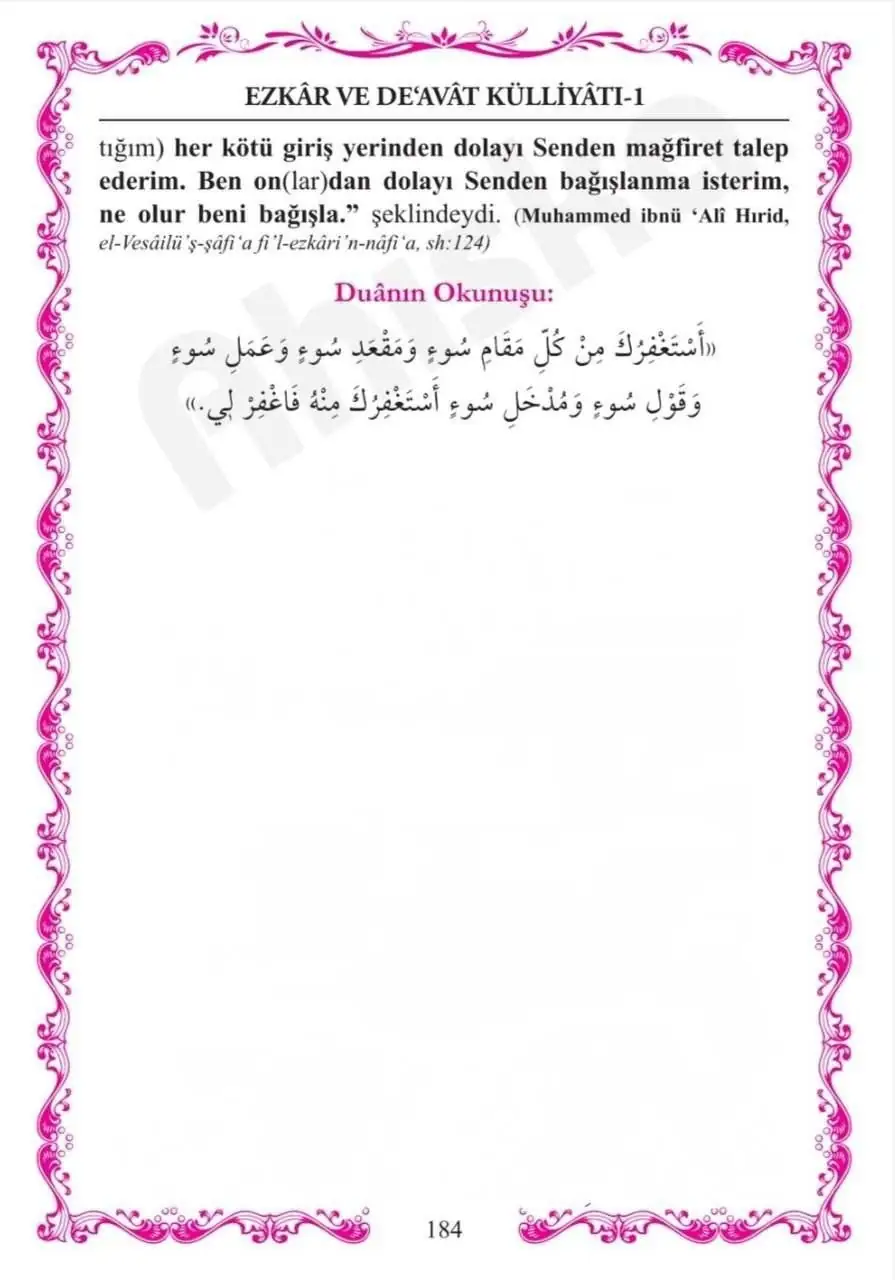 EZKÂR VE DE‘AVÂT KÜLLİYÂTI-1
tığım) her kötü giriş yerinden dolayı Senden mağfiret talep
ederim. Ben on(lar)dan dolayı Senden bağışlanma isterim,
ne olur beni bağışla.” şeklindeydi. (Muhammed ibnü ‘Alî Hırid,
el-Vesâilü’ş-şâfi‘a fi’l-ezkâri’n-nâfi‘a, sh:124)
Duânın Okunuşu:
«أَسْتَغْفِرُكَ مِنْ كُلِّ مَقَامِ سُوءٍ وَمَقْعَدِ سُوءٍ وَعَمَلِ سُوءٍ
وَقَوْلِ سُوءٍ وَمُدْخَلِ سُوءٍ أَسْتَغْفِرُكَ مِنْهُ فَاغْفِرْ لِي.»
184